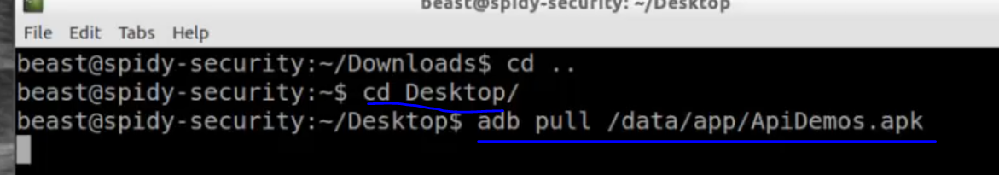 beast@spidy-security: ~/Desktop
File Edit Tabs Help
beast@spidy-security:~/Downloads$ cd ..
beast@spidy-security:~$ cd Desktop/
beast@spidy-security:~/Desktop$ adb pull /data/app/ApiDemos.apk